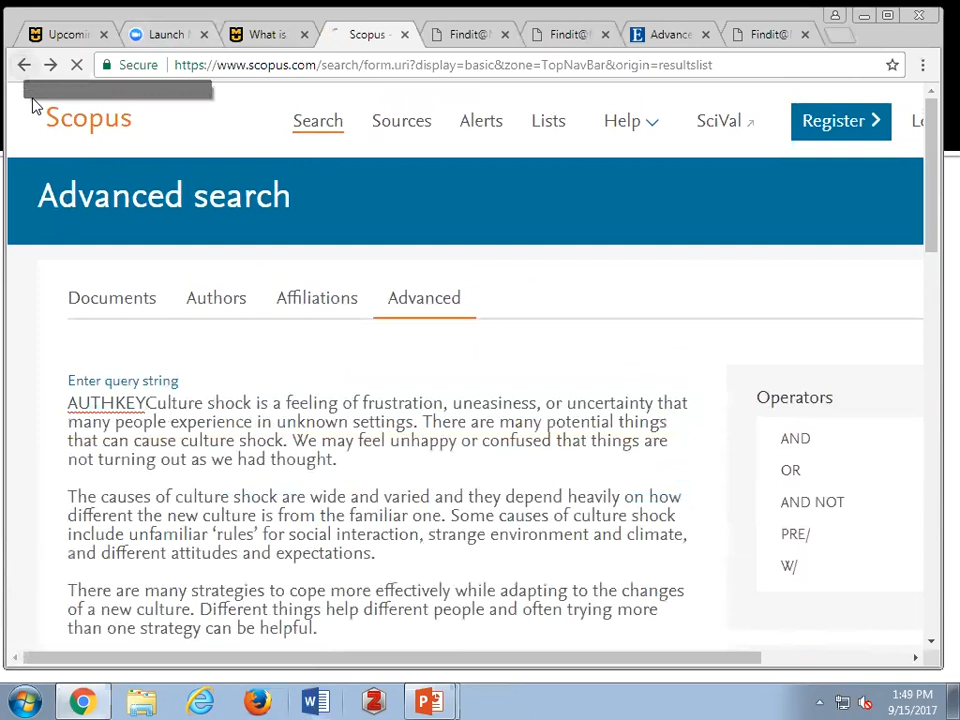 Upcomin
Launch
What is
Scopus -
Findit@
Findit@
Advance
Findit@
Secure
https://www.scopus.com/search/form.uri?display=basic&zone=TopNavBar&origin=resultslist
Scopus
Search
Sources
Alerts
Lists
Help
SciVal
Register
Advanced search
Documents
Authors
Affiliations
Advanced
Enter query string
AUTHKEYCulture shock is a feeling of frustration, uneasiness, or uncertainty that
many people experience in unknown settings. There are many potential things
that can cause culture shock. We may feel unhappy or confused that things are
not turning out as we had thought.
The causes of culture shock are wide and varied and they depend heavily on how
different the new culture is from the familiar one. Some causes of culture shock
include unfamiliar ‘rules’ for social interaction, strange environment and climate,
and different attitudes and expectations.
There are many strategies to cope more effectively while adapting to the changes
of a new culture. Different things help different people and often trying more
than one strategy can be helpful.
Operators
AND
OR
AND NOT
PRE/
W/
1:49 PM
9/15/2017